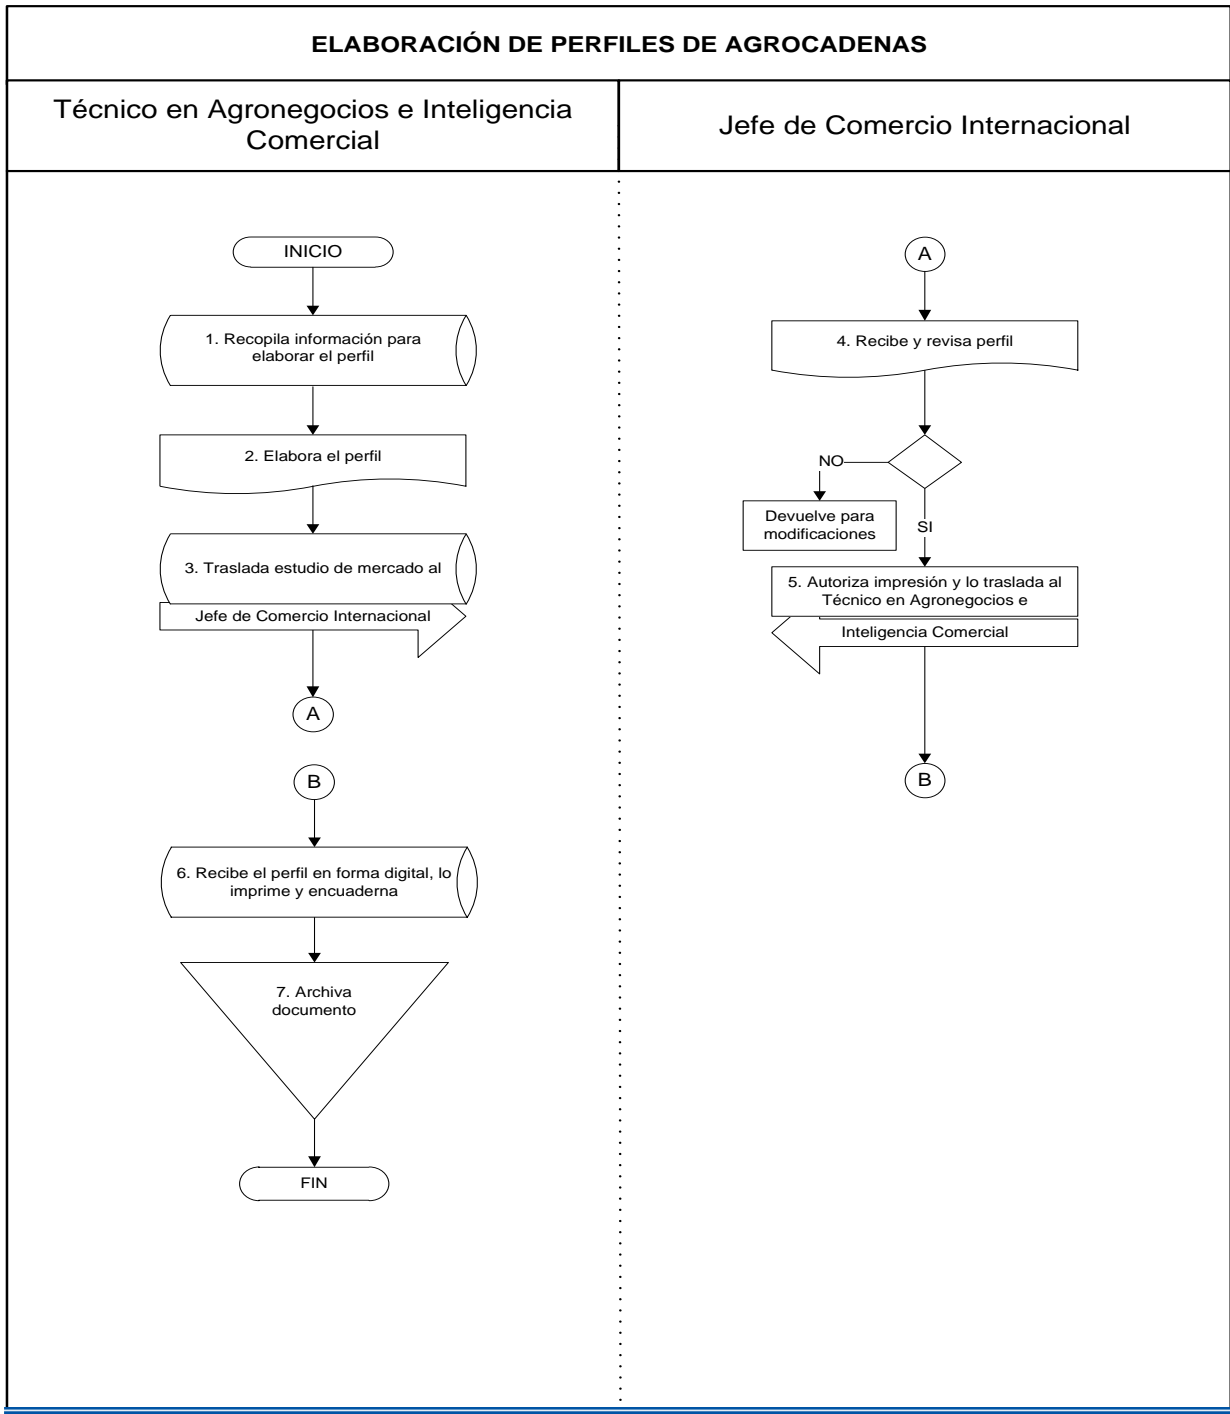 ELABORACIÓN DE PERFILES DE AGROCADENAS
Técnico en Agronegocios e Inteligencia
Comercial
Jefe de Comercio Internacional
INICIO
1. Recopila información para
elaborar el perfil
2. Elabora el perfil
3. Traslada estudio de mercado al
Jefe de Comercio Internacional
A
B
6. Recibe el perfil en forma digital, lo
imprime y encuaderna
7. Archiva
documento
FIN
A
4. Recibe y revisa perfil
NO
Devuelve para
modificaciones
SI
5. Autoriza impresión y lo traslada al
Técnico en Agronegocios e
Inteligencia Comercial
B